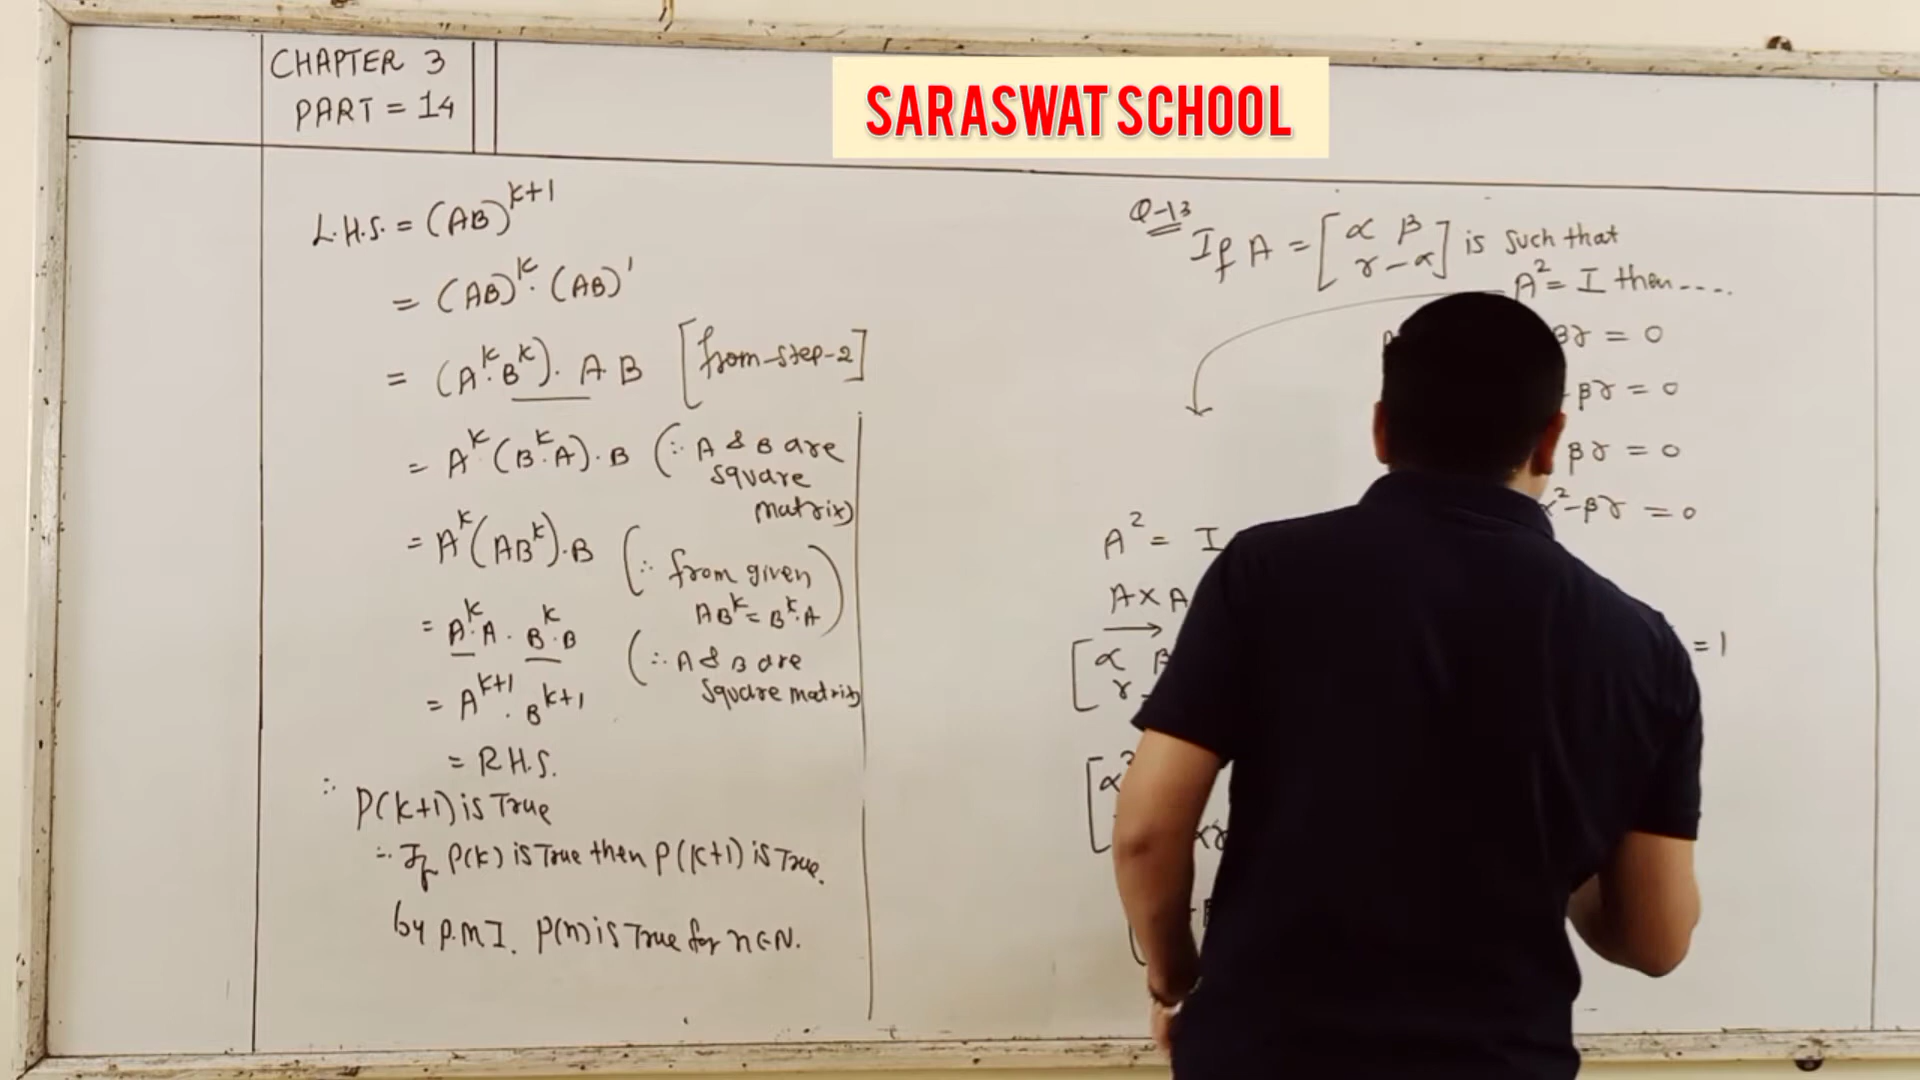 CHAPTER 3
PART = 14
SARASWAT SCHOOL
L.H.S. = (AB)^{k+1}
= (AB)^k · (AB)^1
= (A^k·B^k) · A B [from step-2]
= A^k (B^k·A) · B (∵ A & B are
square
matrix)
= A^k (AB^k) · B (∵ from given
AB^k = B^k·A)
= A^k·A · B^k·B (∵ A & B are
square matrix
= A^{k+1} · B^{k+1}
= R.H.S.
∴ P(k+1) is True
∴ If P(k) is True then P(k+1) is True.
by P.M.I. P(n) is True for n∈N.
Q-13
If A = [α β
γ -α] is such that
A² = I then ....
βγ = 0
βγ = 0
βγ = 0
α²-βγ = 0
A² = I
A × A
= 1
[α β
γ
[α²
αγ